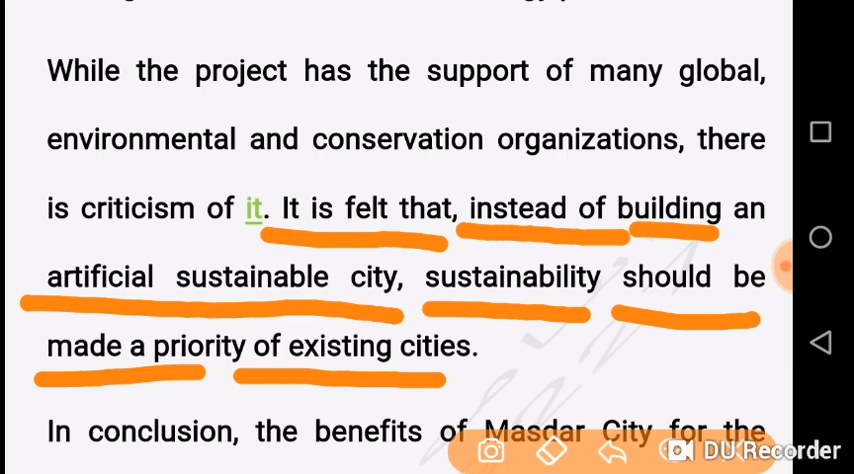 While the project has the support of many global,
environmental and conservation organizations, there
is criticism of it. It is felt that, instead of building an
artificial sustainable city, sustainability should be
made a priority of existing cities.
In conclusion, the benefits of Masdar City for the
DU Recorder